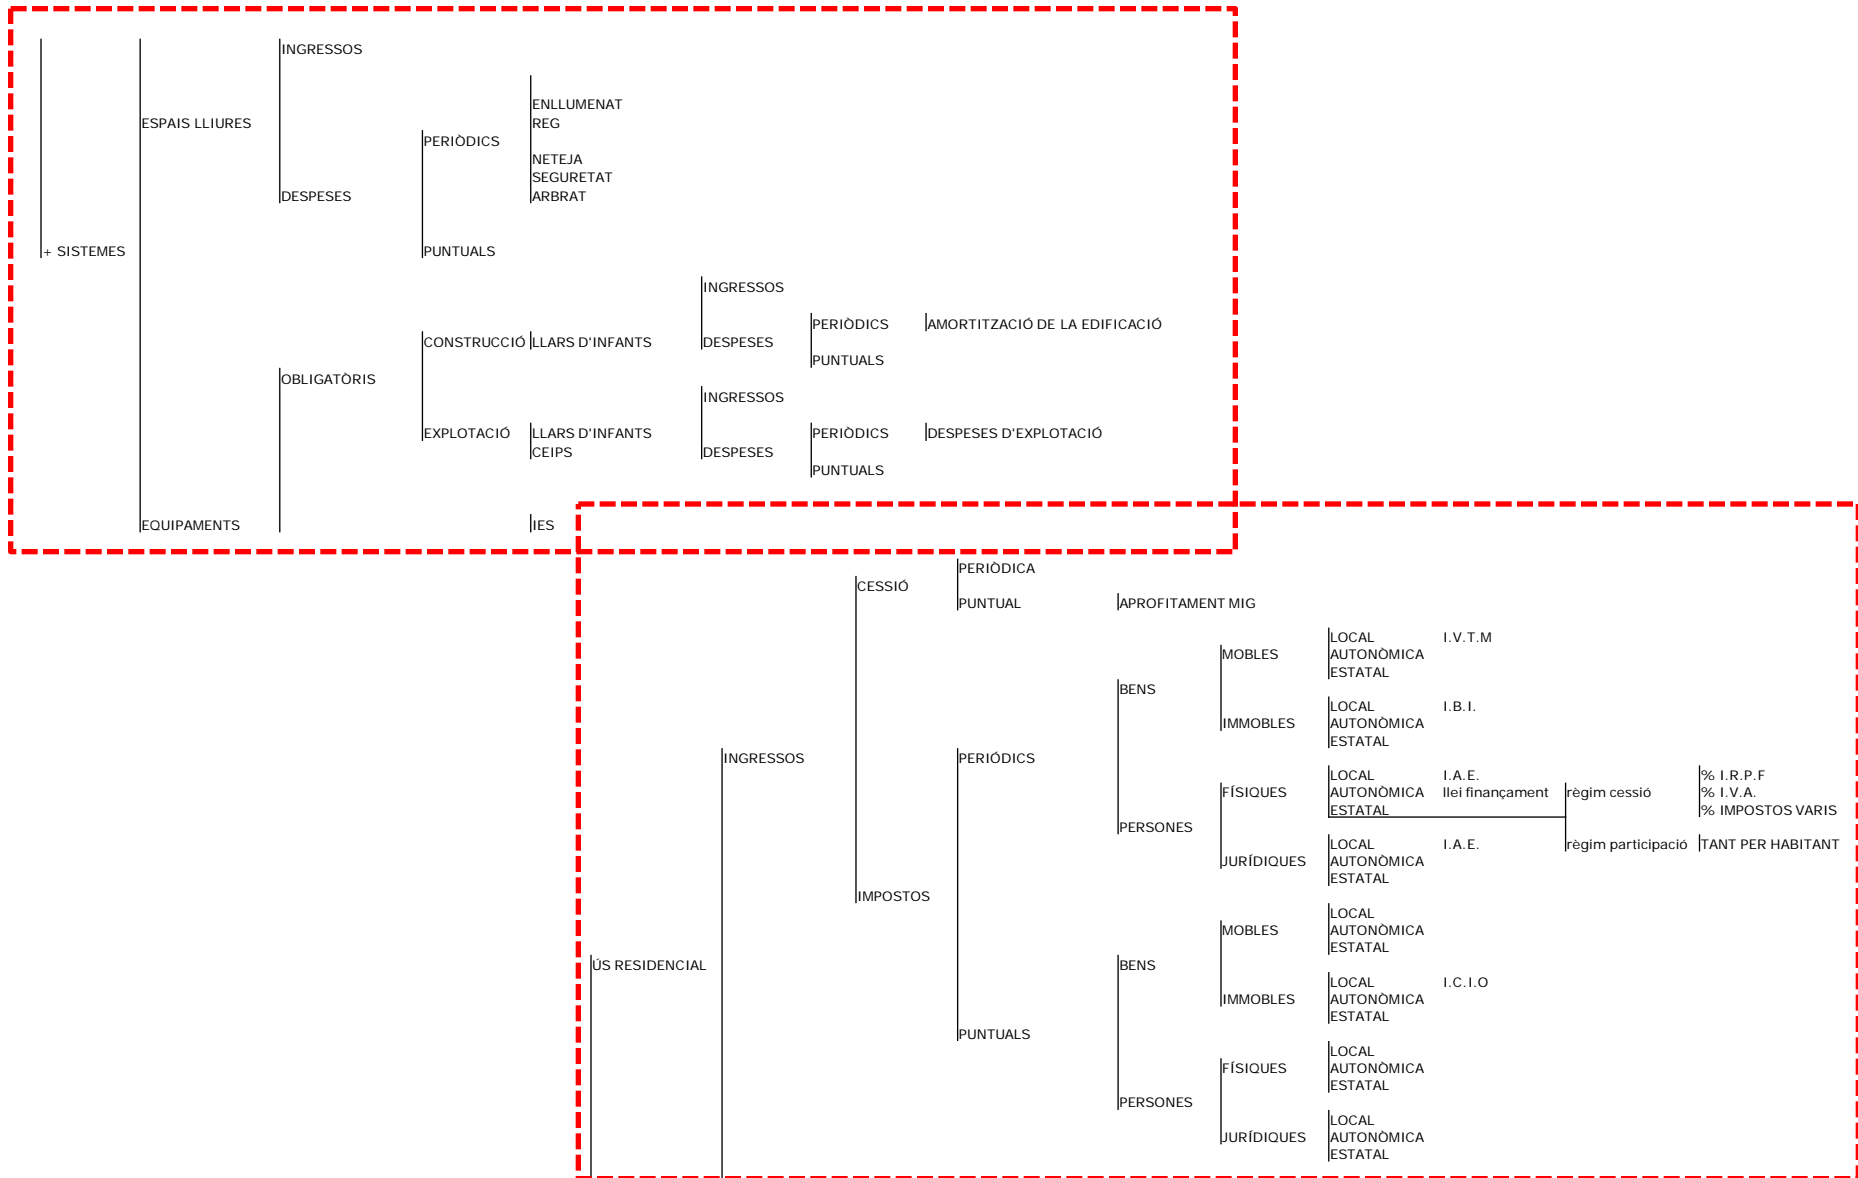 INGRESSOS
ENLLUMENAT
ESPAIS LLIURES REG
PERIÒDICS
NETEJA
SEGURETAT
DESPESES ARBRAT
+ SISTEMES PUNTUALS
INGRESSOS
PERIÒDICS AMORTITZACIÓ DE LA EDIFICACIÓ
CONSTRUCCIÓ LLARS D'INFANTS DESPESES
PUNTUALS
OBLIGATÒRIS
INGRESSOS
EXPLOTACIÓ LLARS D'INFANTS PERIÒDICS DESPESES D'EXPLOTACIÓ
CEIPS DESPESES
PUNTUALS
EQUIPAMENTS IES
PERIÒDICA
CESSIÓ
PUNTUAL APROFITAMENT MIG
LOCAL I.V.T.M
MOBLES AUTONÒMICA
ESTATAL
BENS
LOCAL I.B.I.
IMMOBLES AUTONÒMICA
ESTATAL
INGRESSOS PERIÓDICS
LOCAL I.A.E. % I.R.P.F
FÍSIQUES AUTONÒMICA llei finançament règim cessió % I.V.A.
ESTATAL % IMPOSTOS VARIS
PERSONES
LOCAL I.A.E. règim participació TANT PER HABITANT
JURÍDIQUES AUTONÒMICA
ESTATAL
IMPOSTOS
LOCAL
MOBLES AUTONÒMICA
ESTATAL
ÚS RESIDENCIAL BENS
LOCAL I.C.I.O
IMMOBLES AUTONÒMICA
ESTATAL
PUNTUALS
LOCAL
FÍSIQUES AUTONÒMICA
ESTATAL
PERSONES
LOCAL
JURÍDIQUES AUTONÒMICA
ESTATAL